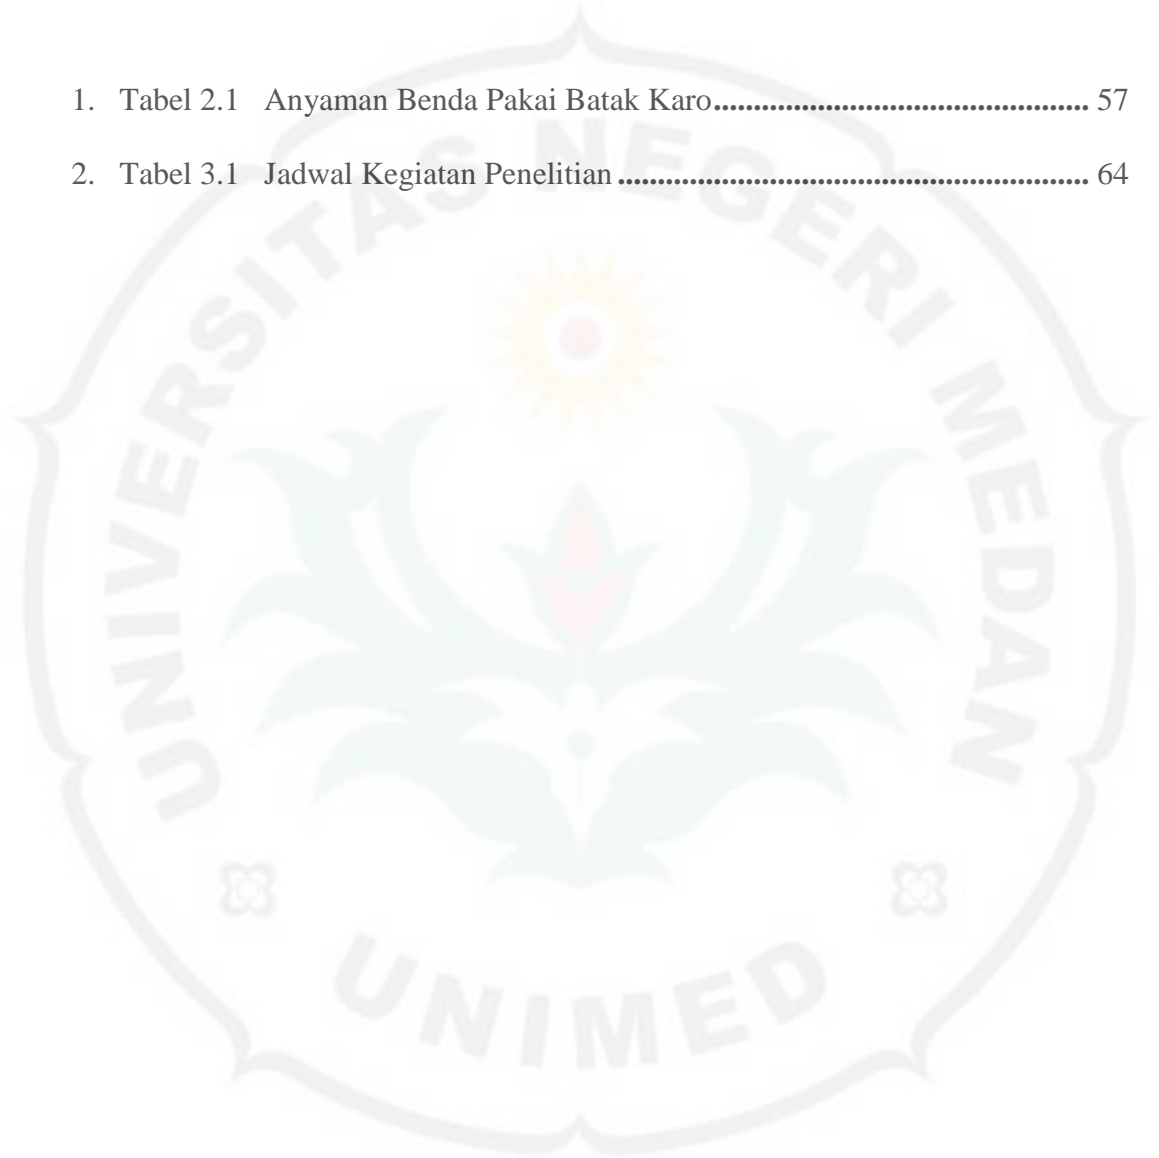 1. Tabel 2.1 Anyaman Benda Pakai Batak Karo.......................................................... 57
2. Tabel 3.1 Jadwal Kegiatan Penelitian ........................................................................ 64
UNIVERSITAS NEGERI MEDAN
UNIMED